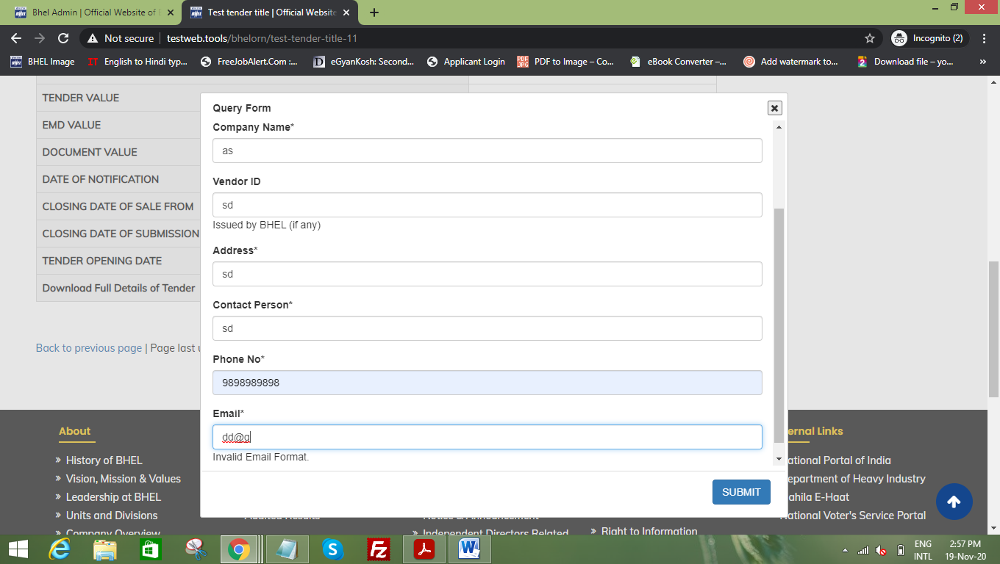 Bhel Admin | Official Website of
Test tender title | Official Website
Not secure
testweb.tools/bhelorn/test-tender-title-11
Incognito (2)
BHEL Image
English to Hindi typ...
FreeJobAlert.Com :...
eGyanKosh: Second...
Applicant Login
PDF to Image – Co...
eBook Converter –...
Add watermark to...
Download file – yo...
TENDER VALUE
EMD VALUE
DOCUMENT VALUE
DATE OF NOTIFICATION
CLOSING DATE OF SALE FROM
CLOSING DATE OF SUBMISSION
TENDER OPENING DATE
Download Full Details of Tender
Back to previous page | Page last
Query Form
Company Name*
as
Vendor ID
sd
Issued by BHEL (if any)
Address*
sd
Contact Person*
sd
Phone No*
9898989898
Email*
dd@g
Invalid Email Format.
SUBMIT
About
History of BHEL
Vision, Mission & Values
Leadership at BHEL
Units and Divisions
Company Overview
Audited Results
Notice & Announcement
Independent Directors Related
Right to Information
ernal Links
ational Portal of India
epartment of Heavy Industry
ahila E-Haat
National Voter's Service Portal
ENG
INTL
2:57 PM
19-Nov-20